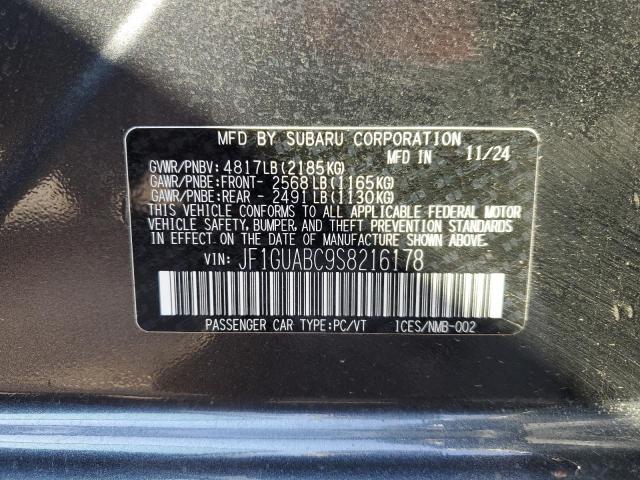 MFD BY SUBARU CORPORATION
MFD IN 11/24
GVWR/PNBV: 4817LB(2185KG)
GAWR/PNBE:FRONT- 2568LB(1165KG)
GAWR/PNBE:REAR - 2491LB(1130KG)
THIS VEHICLE CONFORMS TO ALL APPLICABLE FEDERAL MOTOR
VEHICLE SAFETY, BUMPER, AND THEFT PREVENTION STANDARDS
IN EFFECT ON THE DATE OF MANUFACTURE SHOWN ABOVE.
VIN: JF1GUABC9S8216178
PASSENGER CAR TYPE:PC/VT ICES/NMB-002